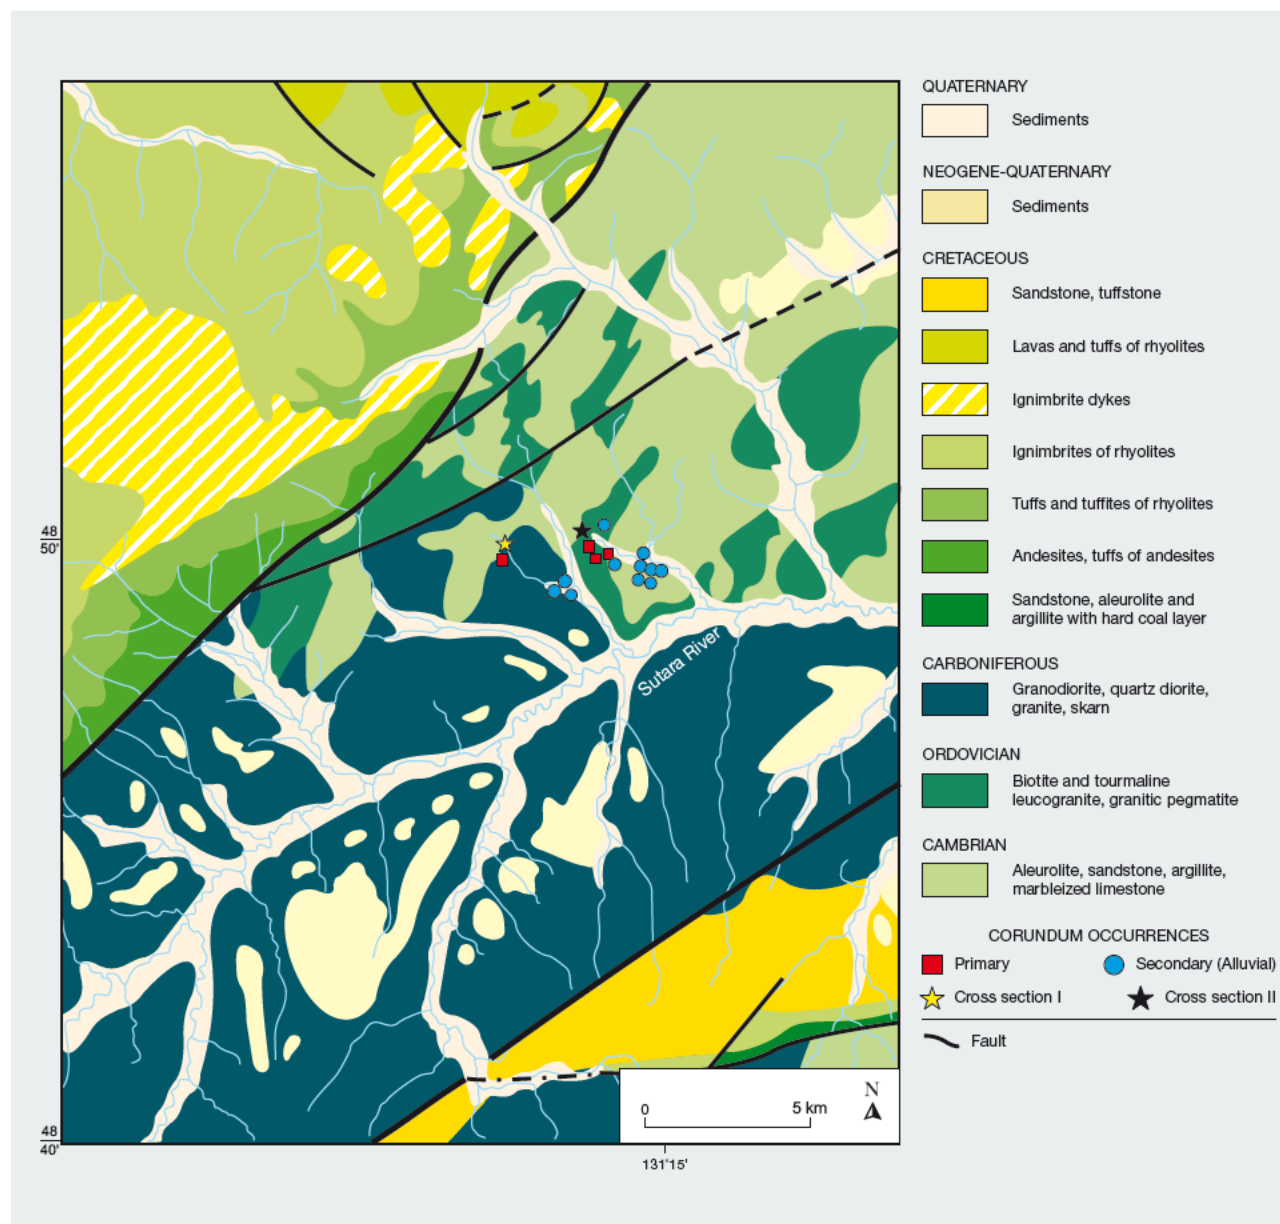 QUATERNARY
Sediments
NEOGENE-QUATERNARY
Sediments
CRETACEOUS
Sandstone, tuffstone
Lavas and tuffs of rhyolites
Ignimbrite dykes
Ignimbrites of rhyolites
Tuffs and tuffites of rhyolites
Andesites, tuffs of andesites
Sandstone, aleurolite and
argillite with hard coal layer
CARBONIFEROUS
Granodiorite, quartz diorite,
granite, skarn
ORDOVICIAN
Biotite and tourmaline
leucogranite, granitic pegmatite
CAMBRIAN
Aleurolite, sandstone, argillite,
marbleized limestone
CORUNDUM OCCURRENCES
Primary
Secondary (Alluvial)
Cross section I
Cross section II
Fault
48
50'
Sutara River
N
0 5 km
48
40'
131°15'